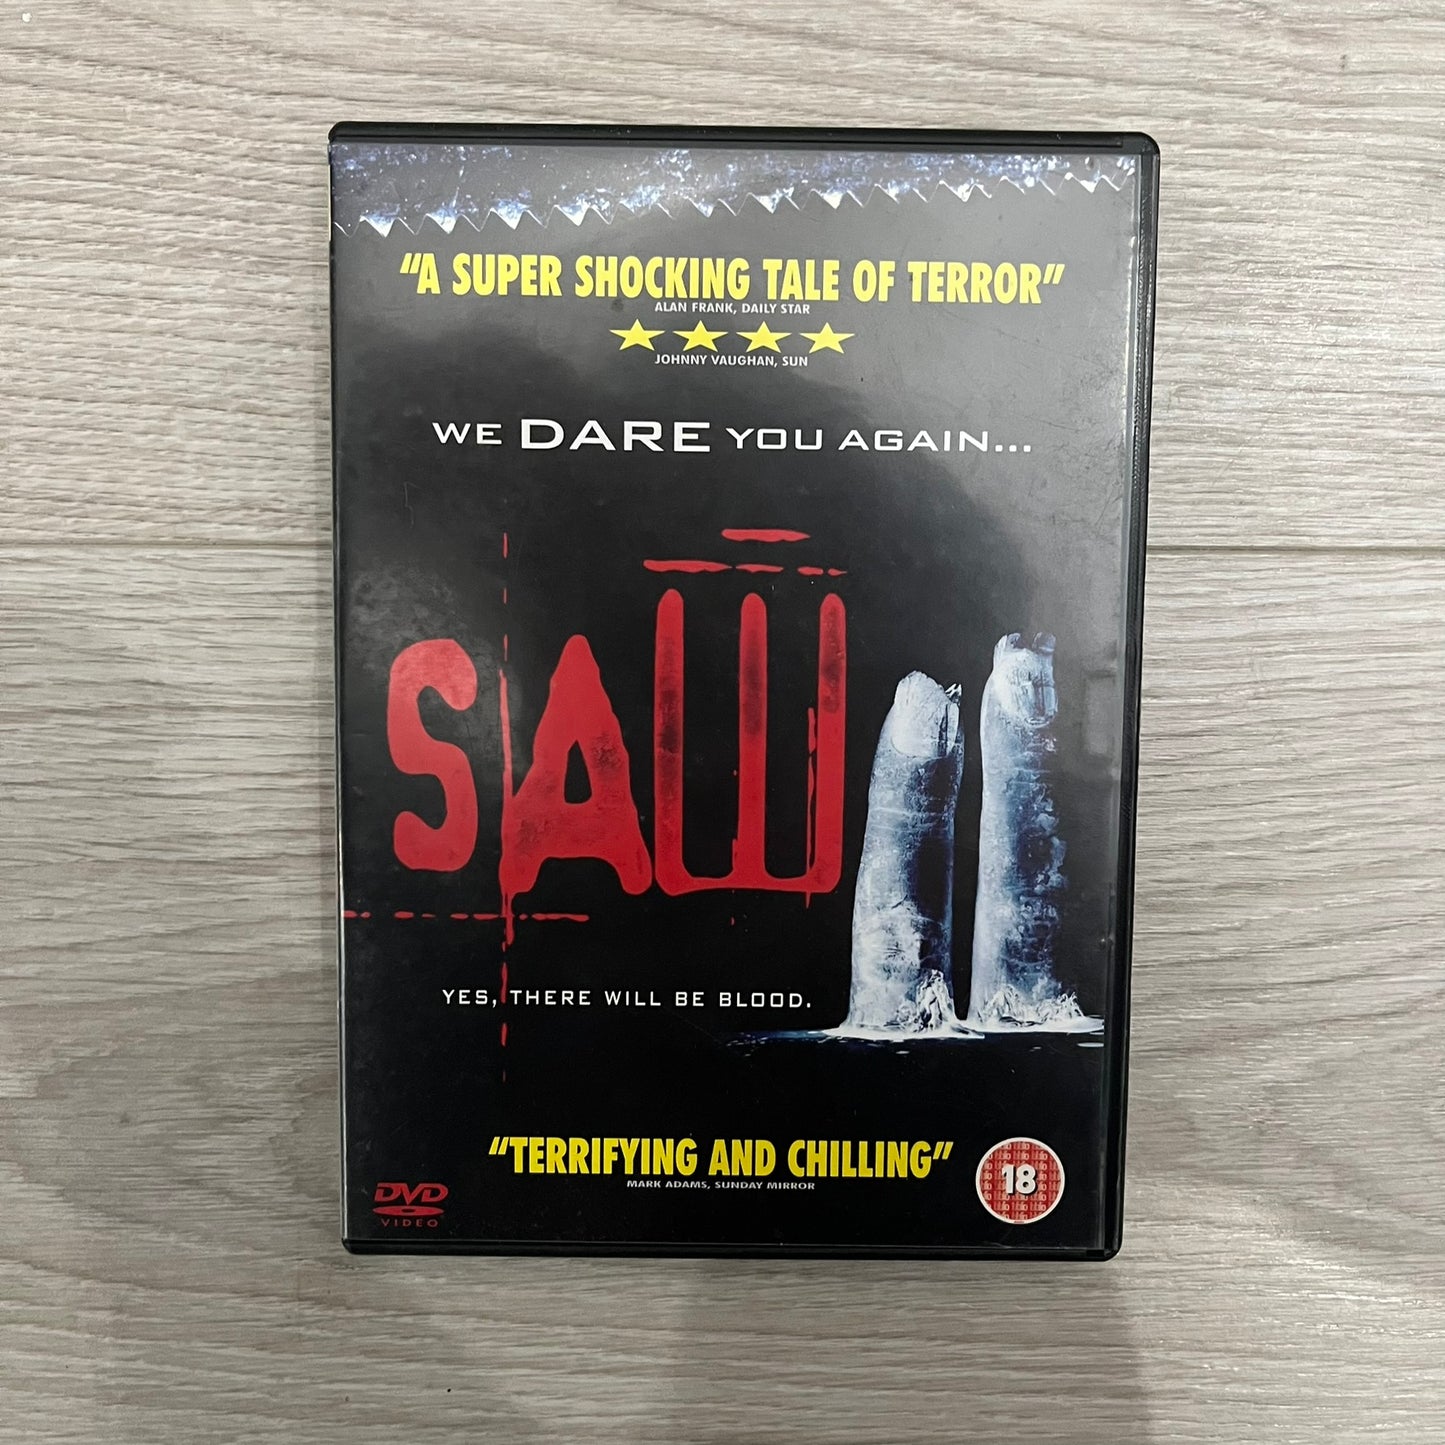 “A SUPER SHOCKING TALE OF TERROR”
ALAN FRANK, DAILY STAR
JOHNNY VAUGHAN, SUN
WE DARE YOU AGAIN...
SAW
YES, THERE WILL BE BLOOD.
“TERRIFYING AND CHILLING”
MARK ADAMS, SUNDAY MIRROR
DVD
VIDEO
18